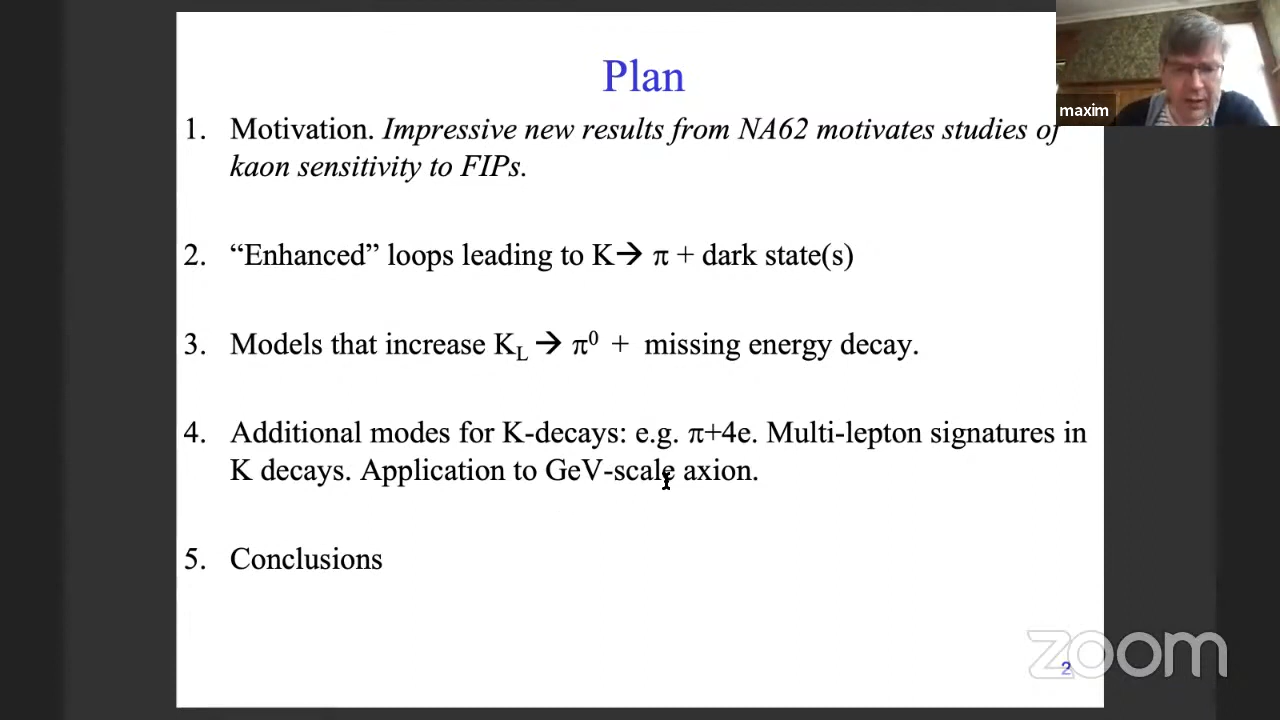 Plan
maxim
1. Motivation. Impressive new results from NA62 motivates studies of
kaon sensitivity to FIPs.
2. “Enhanced” loops leading to K→ π + dark state(s)
3. Models that increase K_L → π⁰ + missing energy decay.
4. Additional modes for K-decays: e.g. π+4e. Multi-lepton signatures in
K decays. Application to GeV-scale axion.
5. Conclusions
zoom
2